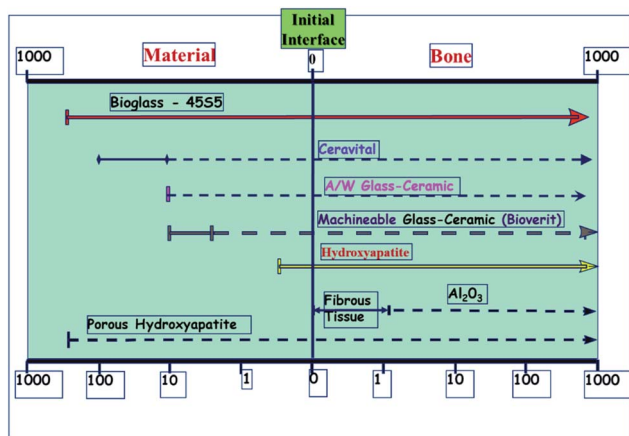 Initial
Interface
Material
Bone
1000
0
1000
Bioglass - 45S5
Ceravital
A/W Glass-Ceramic
Machineable Glass-Ceramic (Bioverit)
Hydroxyapatite
Al₂O₃
Fibrous
Tissue
Porous Hydroxyapatite
1000 100 10 1 0 1 10 100 1000